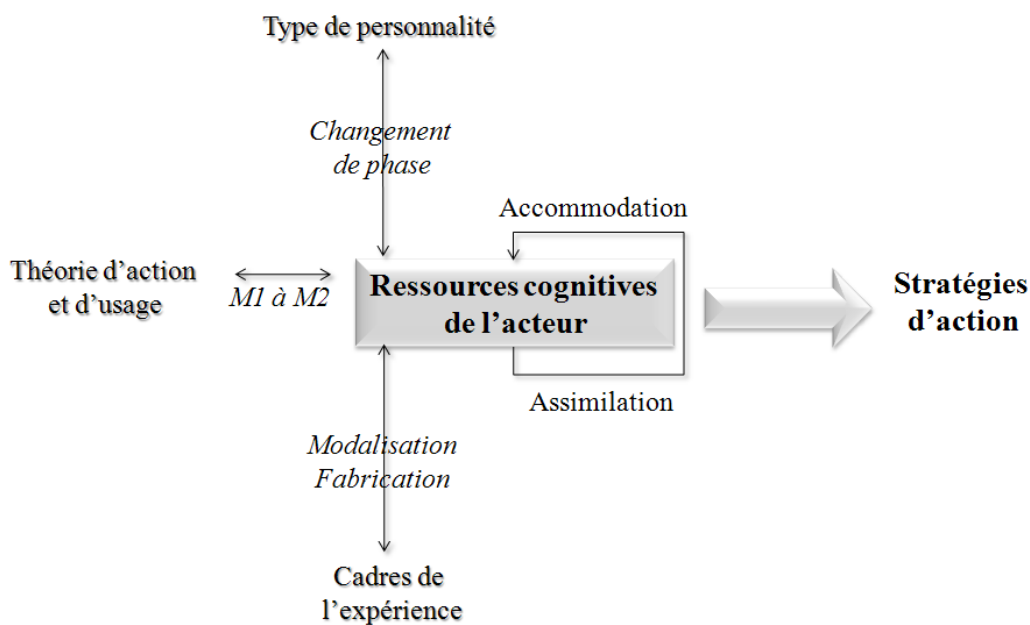 Type de personnalité
Changement
de phase
Accommodation
Théorie d’action
et d’usage
M1 à M2
Ressources cognitives
de l’acteur
Stratégies
d’action
Assimilation
Modalisation
Fabrication
Cadres de
l’expérience